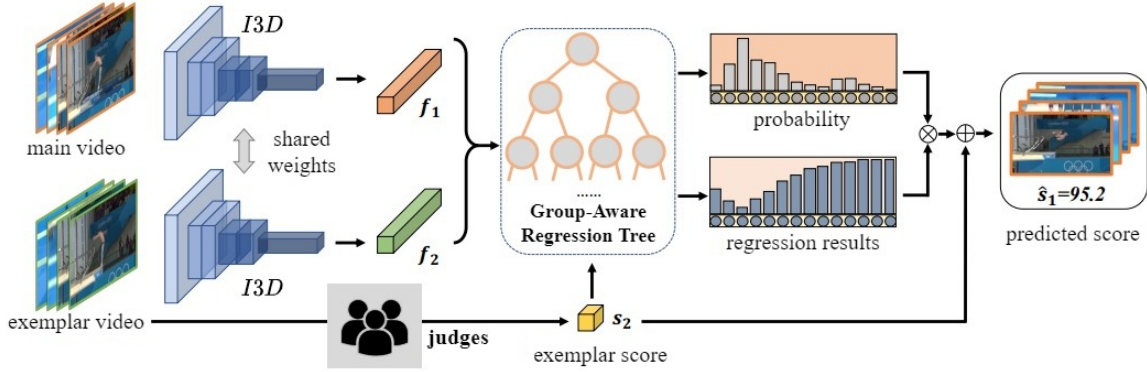 I3D
main video
f₁
shared
weights
exemplar video
I3D
f₂
judges
......
Group-Aware
Regression Tree
s₂
exemplar score
probability
regression results
ŝ₁=95.2
predicted score